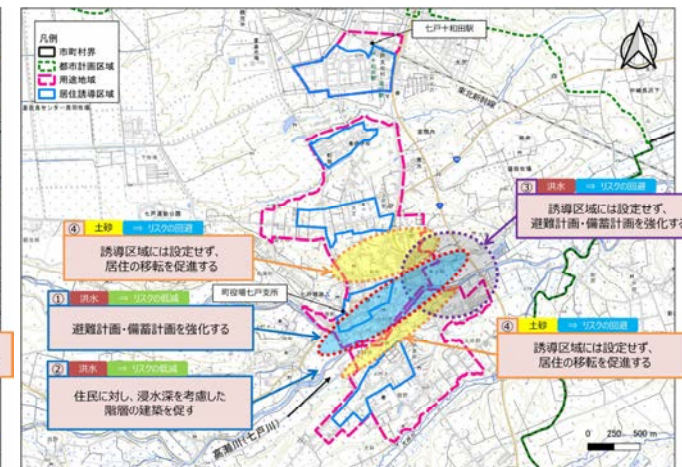 凡例
市町村界
都市計画区域
用途地域
居住誘導区域
七戸十和田駅
東北新幹線
七戸運動公園
③ 洪水 ⇒ リスクの回避
誘導区域には設定せず、
避難計画・備蓄計画を強化する
④ 土砂 ⇒ リスクの回避
誘導区域には設定せず、
居住の移転を促進する
町役場七戸支所
① 洪水 ⇒ リスクの低減
避難計画・備蓄計画を強化する
④ 土砂 ⇒ リスクの回避
誘導区域には設定せず、
居住の移転を促進する
② 洪水 ⇒ リスクの低減
住民に対し、浸水深を考慮した
階層の建築を促す
高瀬川(七戸川)
0 250 500 m